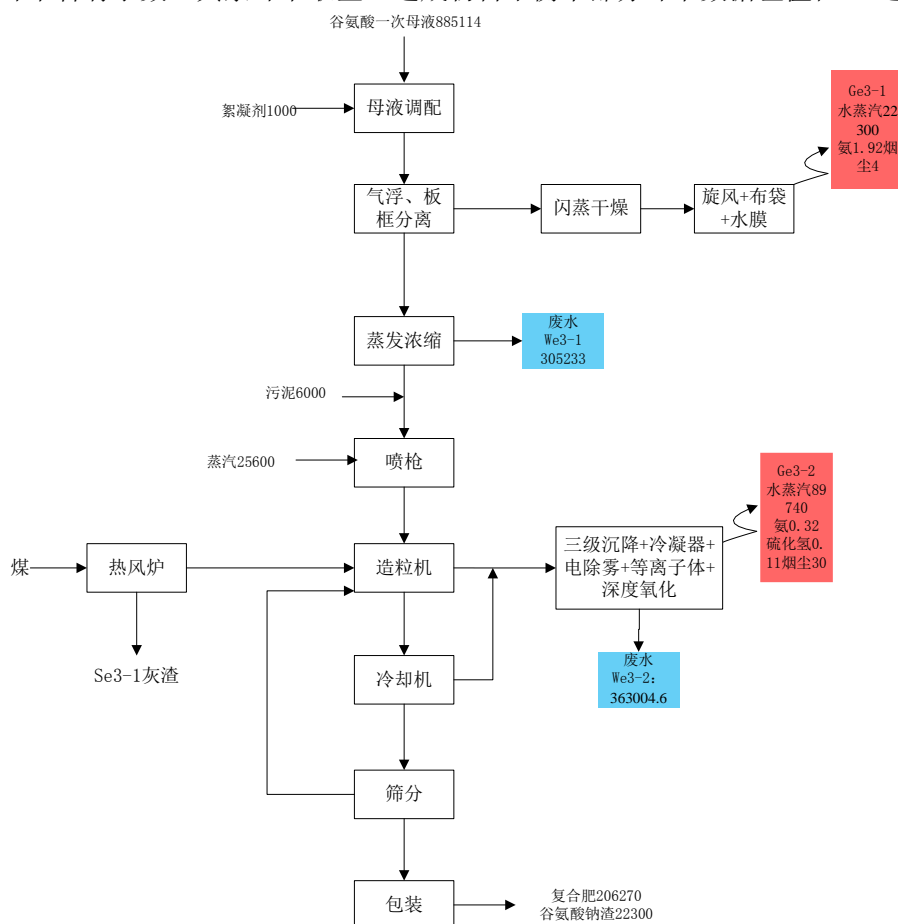 谷氨酸一次母液885114
絮凝剂1000
母液调配
Ge3-1
水蒸汽22
300
氨1.92烟
尘4
气浮、板
框分离
闪蒸干燥
旋风+布袋
+水膜
蒸发浓缩
废水
We3-1
305233
污泥6000
蒸汽25600
喷枪
Ge3-2
水蒸汽89
740
氨0.32
硫化氢0.
11烟尘30
煤
热风炉
造粒机
三级沉降+冷凝器+
电除雾+等离子体+
深度氧化
Se3-1灰渣
冷却机
废水
We3-2:
363004.6
筛分
包装
复合肥206270
谷氨酸钠渣22300